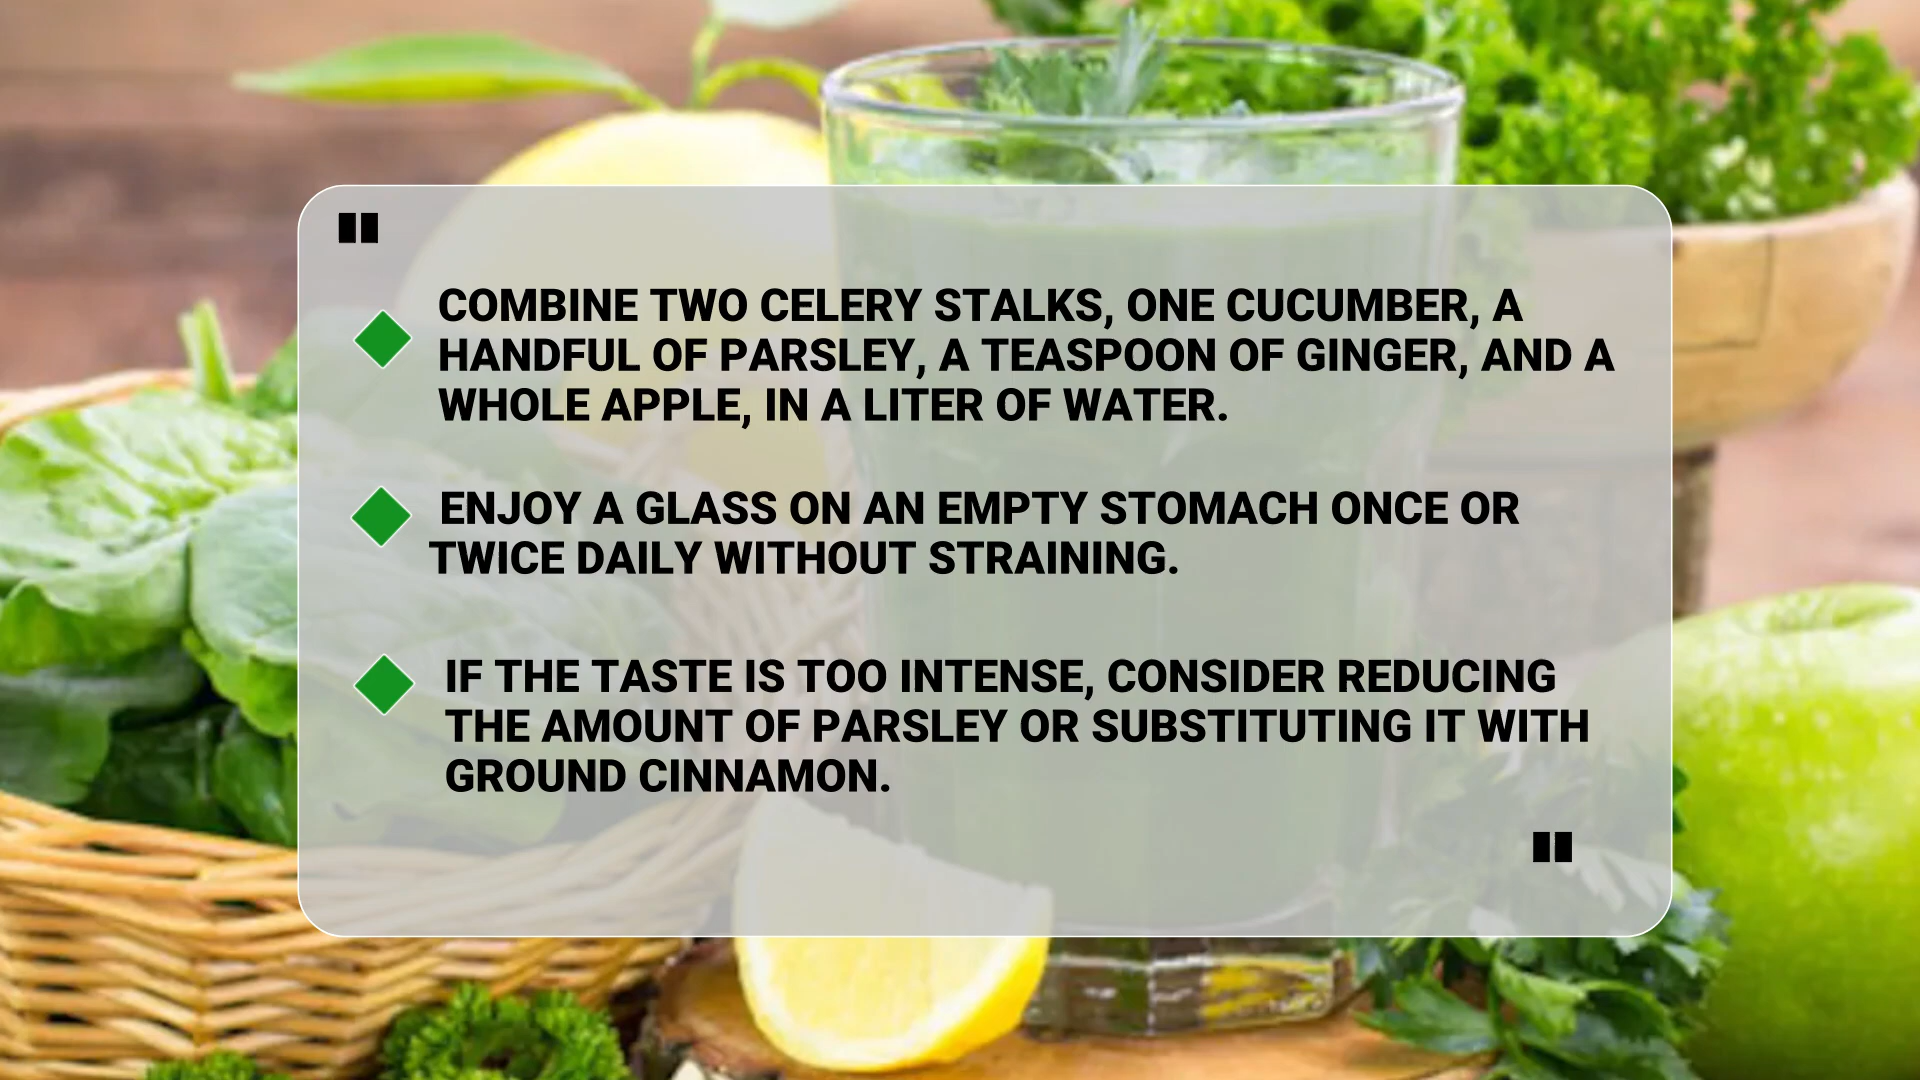 "
COMBINE TWO CELERY STALKS, ONE CUCUMBER, A
HANDFUL OF PARSLEY, A TEASPOON OF GINGER, AND A
WHOLE APPLE, IN A LITER OF WATER.
ENJOY A GLASS ON AN EMPTY STOMACH ONCE OR
TWICE DAILY WITHOUT STRAINING.
IF THE TASTE IS TOO INTENSE, CONSIDER REDUCING
THE AMOUNT OF PARSLEY OR SUBSTITUTING IT WITH
GROUND CINNAMON.
"